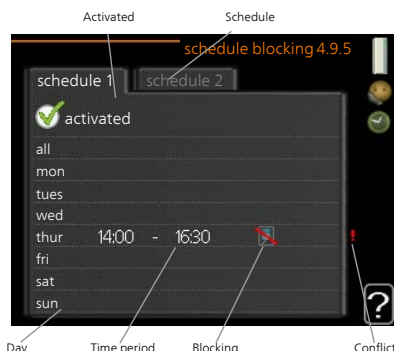 Activated Schedule
schedule blocking 4.9.5
schedule 1 schedule 2
activated
all
mon
tues
wed
thur 14:00 - 16:30 !
fri
sat
sun
?
Day Time period Blocking Conflict